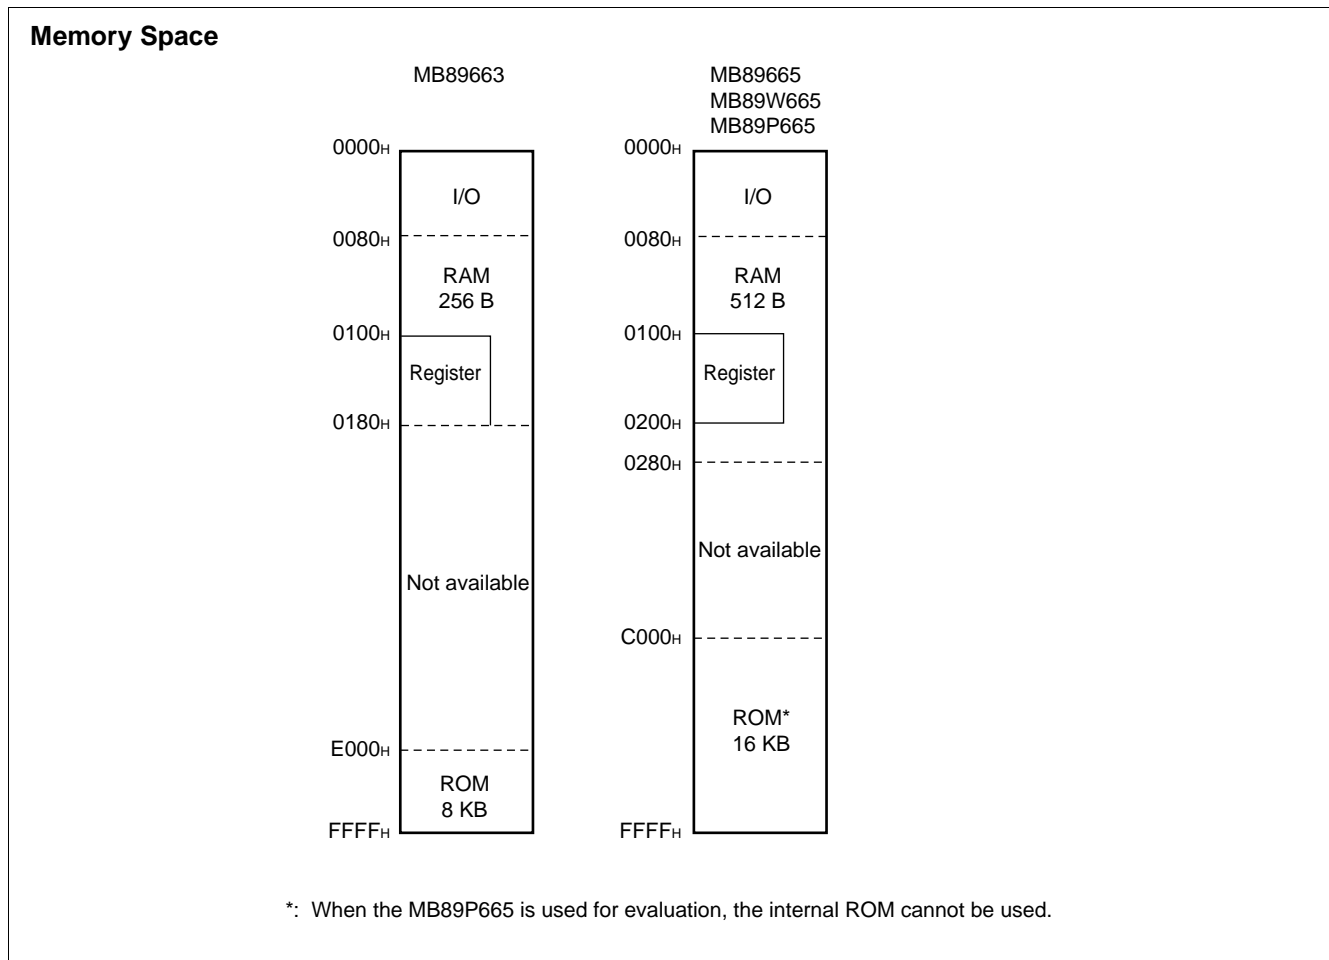 Memory Space
MB89663
0000H
I/O
0080H
RAM
256 B
0100H
Register
0180H
Not available
E000H
ROM
8 KB
FFFFH
MB89665
MB89W665
MB89P665
0000H
I/O
0080H
RAM
512 B
0100H
Register
0200H
0280H
Not available
C000H
ROM*
16 KB
FFFFH
*: When the MB89P665 is used for evaluation, the internal ROM cannot be used.